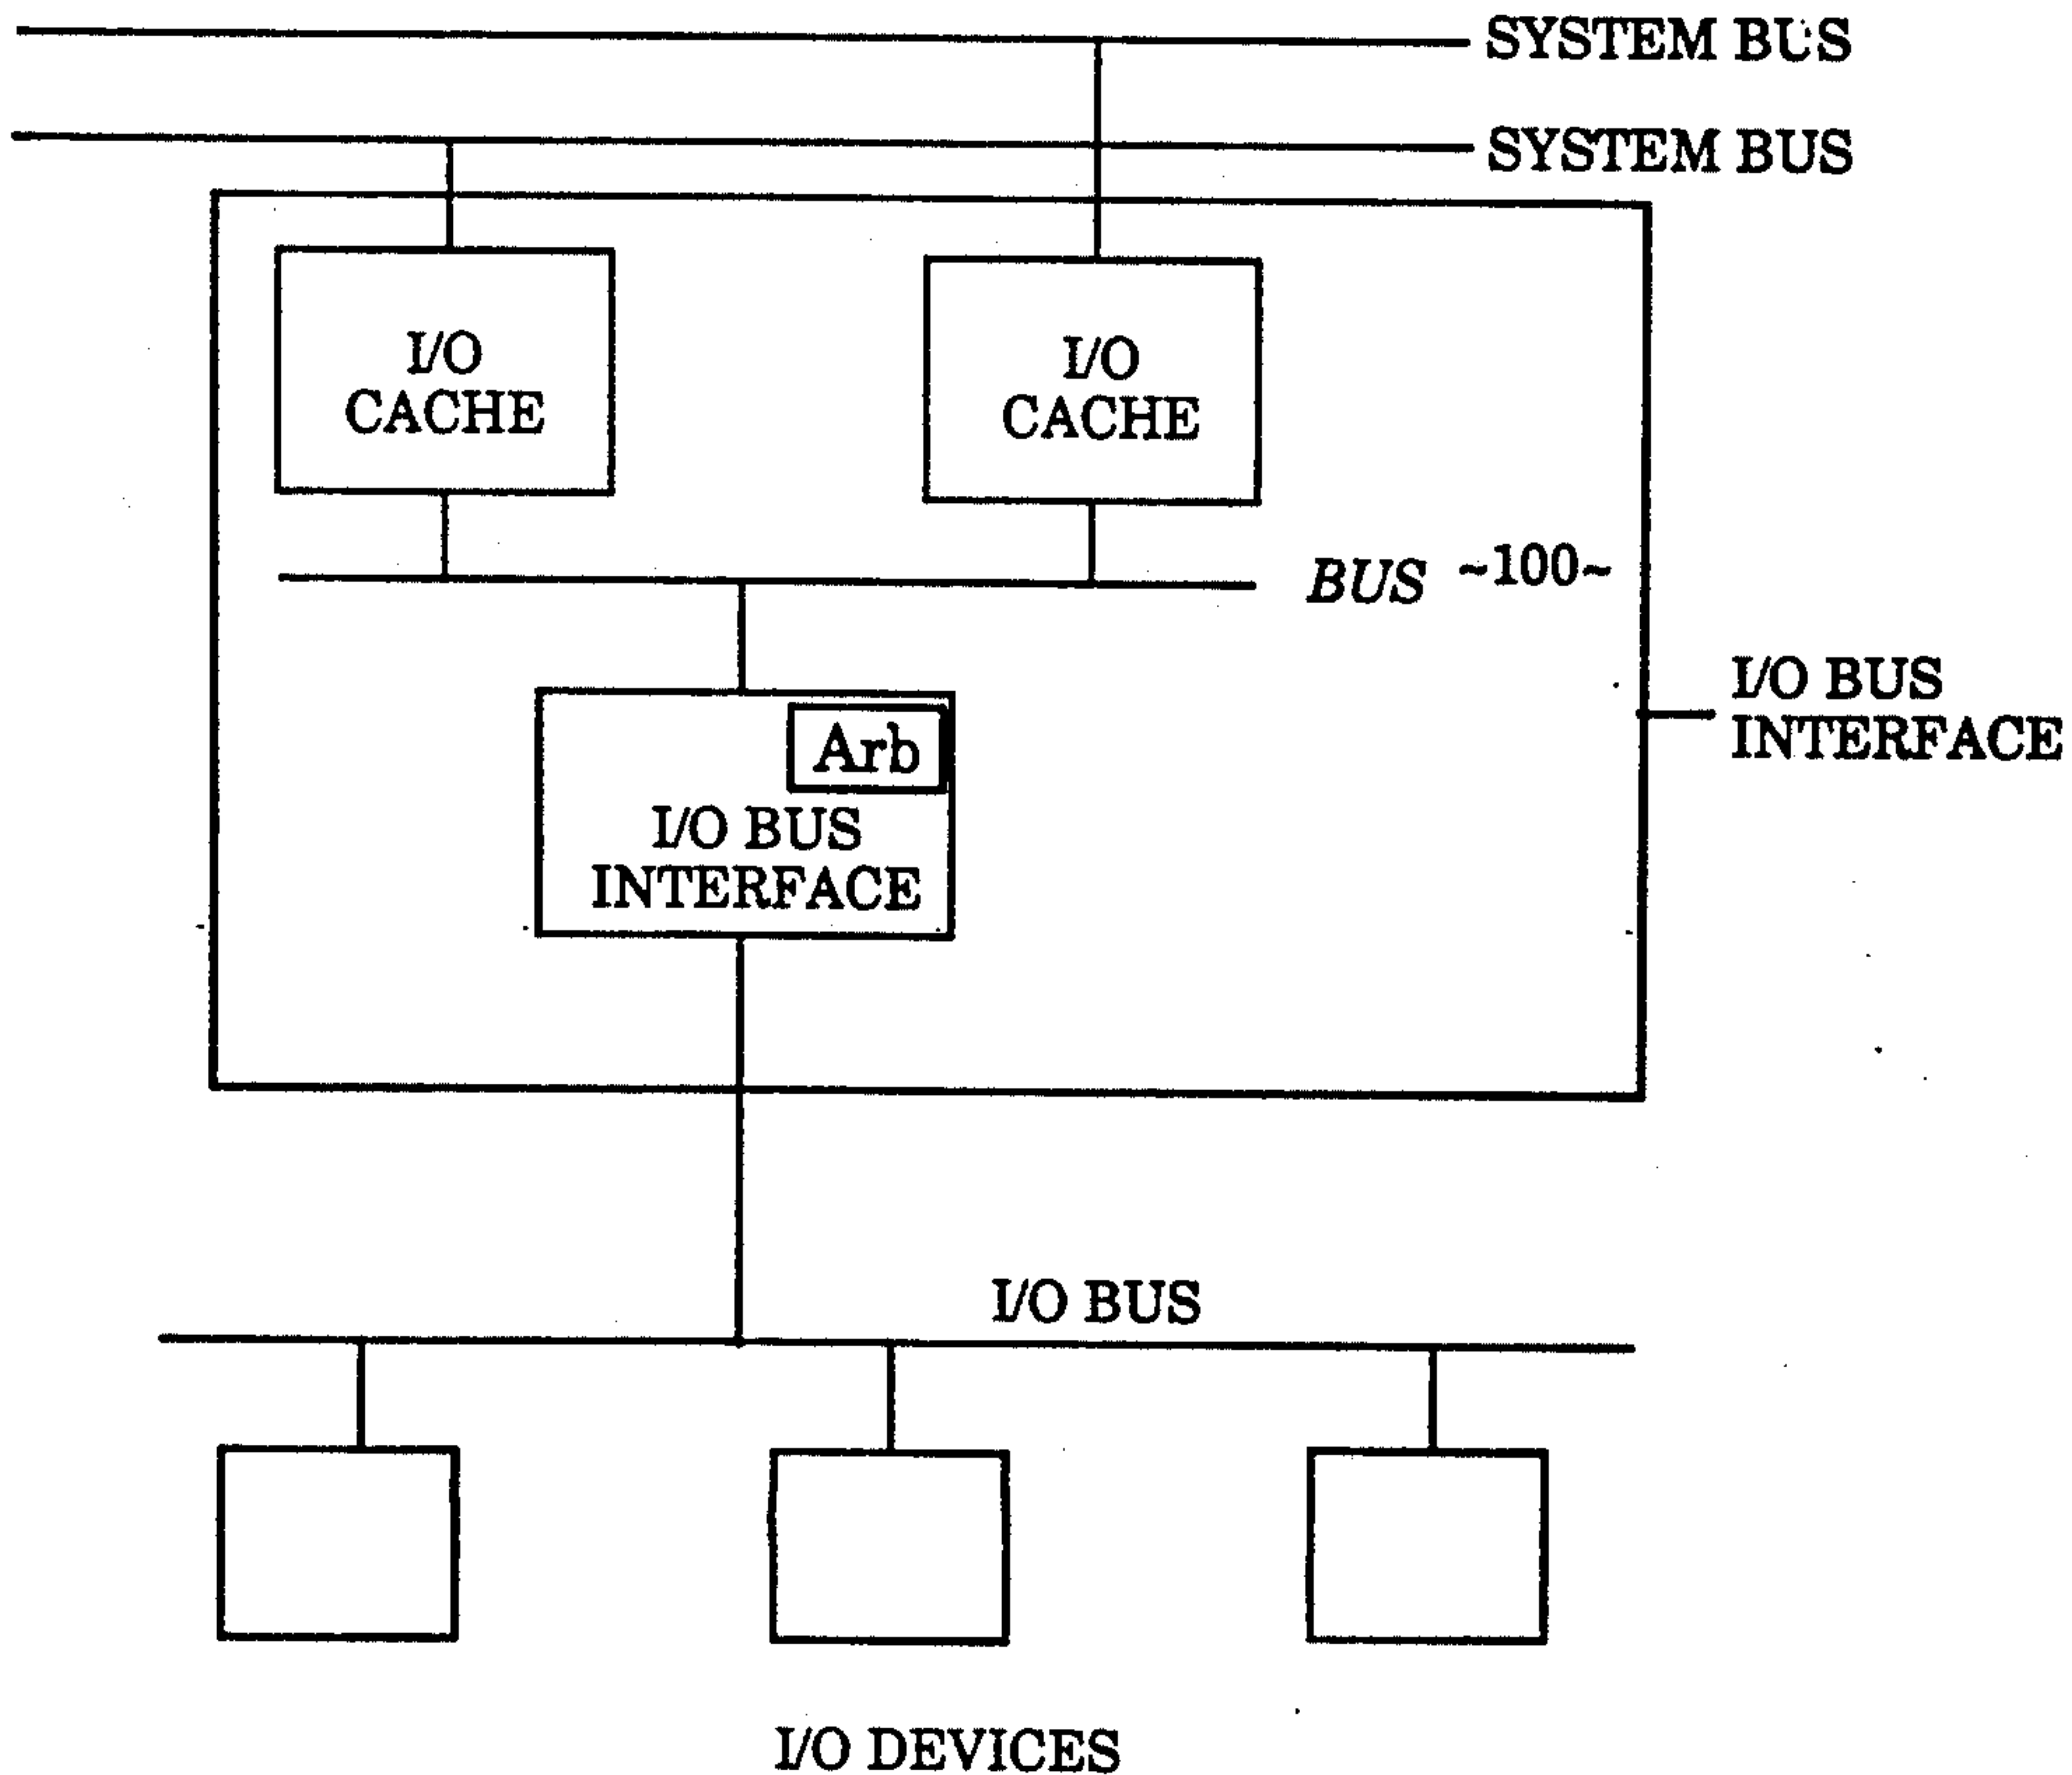 SYSTEM BUS
SYSTEM BUS
I/O
CACHE
I/O
CACHE
BUS ~100~
I/O BUS
INTERFACE
Arb
I/O BUS
INTERFACE
I/O BUS
I/O DEVICES